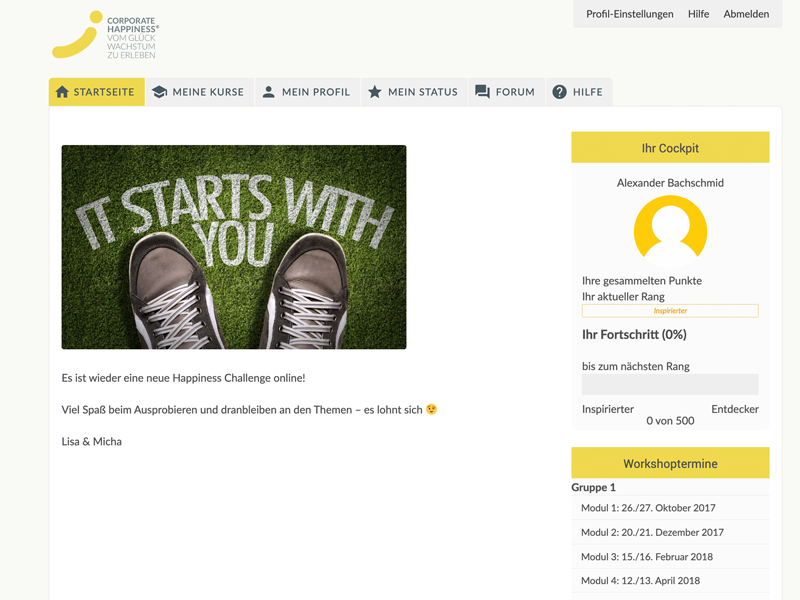 Profil-Einstellungen Hilfe Abmelden
CORPORATE
HAPPINESS®
VOM GLÜCK
WACHSTUM
ZU ERLEBEN
STARTSEITE MEINE KURSE MEIN PROFIL MEIN STATUS FORUM HILFE
IT STARTS WITH
YOU
Es ist wieder eine neue Happiness Challenge online!
Viel Spaß beim Ausprobieren und dranbleiben an den Themen – es lohnt sich 😉
Lisa & Micha
Ihr Cockpit
Alexander Bachschmid
Ihre gesammelten Punkte
Ihr aktueller Rang
Inspirierter
Ihr Fortschritt (0%)
bis zum nächsten Rang
Inspirierter Entdecker
0 von 500
Workshoptermine
Gruppe 1
Modul 1: 26./27. Oktober 2017
Modul 2: 20./21. Dezember 2017
Modul 3: 15./16. Februar 2018
Modul 4: 12./13. April 2018